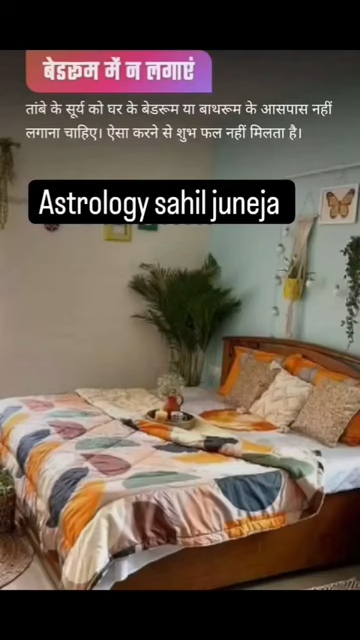 बेडरूम में न लगाएं
तांबे के सूर्य को घर के बेडरूम या बाथरूम के आसपास नहीं
लगाना चाहिए। ऐसा करने से शुभ फल नहीं मिलता है।
Astrology sahil juneja